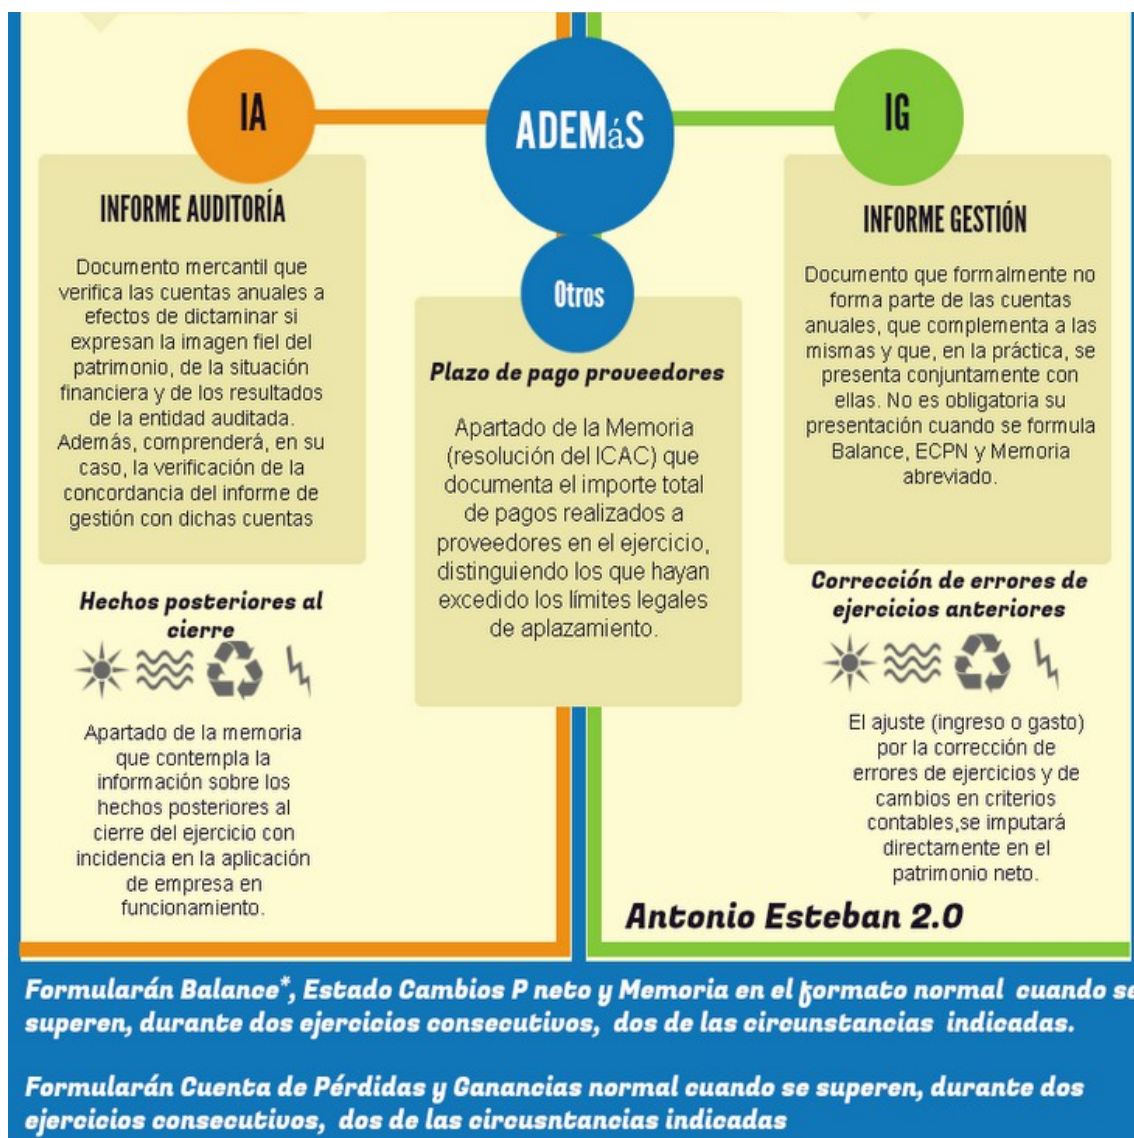 IA
ADEMáS
IG
INFORME AUDITORÍA
Documento mercantil que
verifica las cuentas anuales a
efectos de dictaminar si
expresan la imagen fiel del
patrimonio, de la situación
financiera y de los resultados
de la entidad auditada.
Además, comprenderá, en su
caso, la verificación de la
concordancia del informe de
gestión con dichas cuentas
Hechos posteriores al
cierre
Apartado de la memoria
que contempla la
información sobre los
hechos posteriores al
cierre del ejercicio con
incidencia en la aplicación
de empresa en
funcionamiento.
Otros
Plazo de pago proveedores
Apartado de la Memoria
(resolución del ICAC) que
documenta el importe total
de pagos realizados a
proveedores en el ejercicio,
distinguiendo los que hayan
excedido los límites legales
de aplazamiento.
INFORME GESTIÓN
Documento que formalmente no
forma parte de las cuentas
anuales, que complementa a las
mismas y que, en la práctica, se
presenta conjuntamente con
ellas. No es obligatoria su
presentación cuando se formula
Balance, ECPN y Memoria
abreviado.
Corrección de errores de
ejercicios anteriores
El ajuste (ingreso o gasto)
por la corrección de
errores de ejercicios y de
cambios en criterios
contables,se imputará
directamente en el
patrimonio neto.
Antonio Esteban 2.0
Formularán Balance*, Estado Cambios P neto y Memoria en el formato normal cuando se
superen, durante dos ejercicios consecutivos, dos de las circunstancias indicadas.
Formularán Cuenta de Pérdidas y Ganancias normal cuando se superen, durante dos
ejercicios consecutivos, dos de las circusntancias indicadas